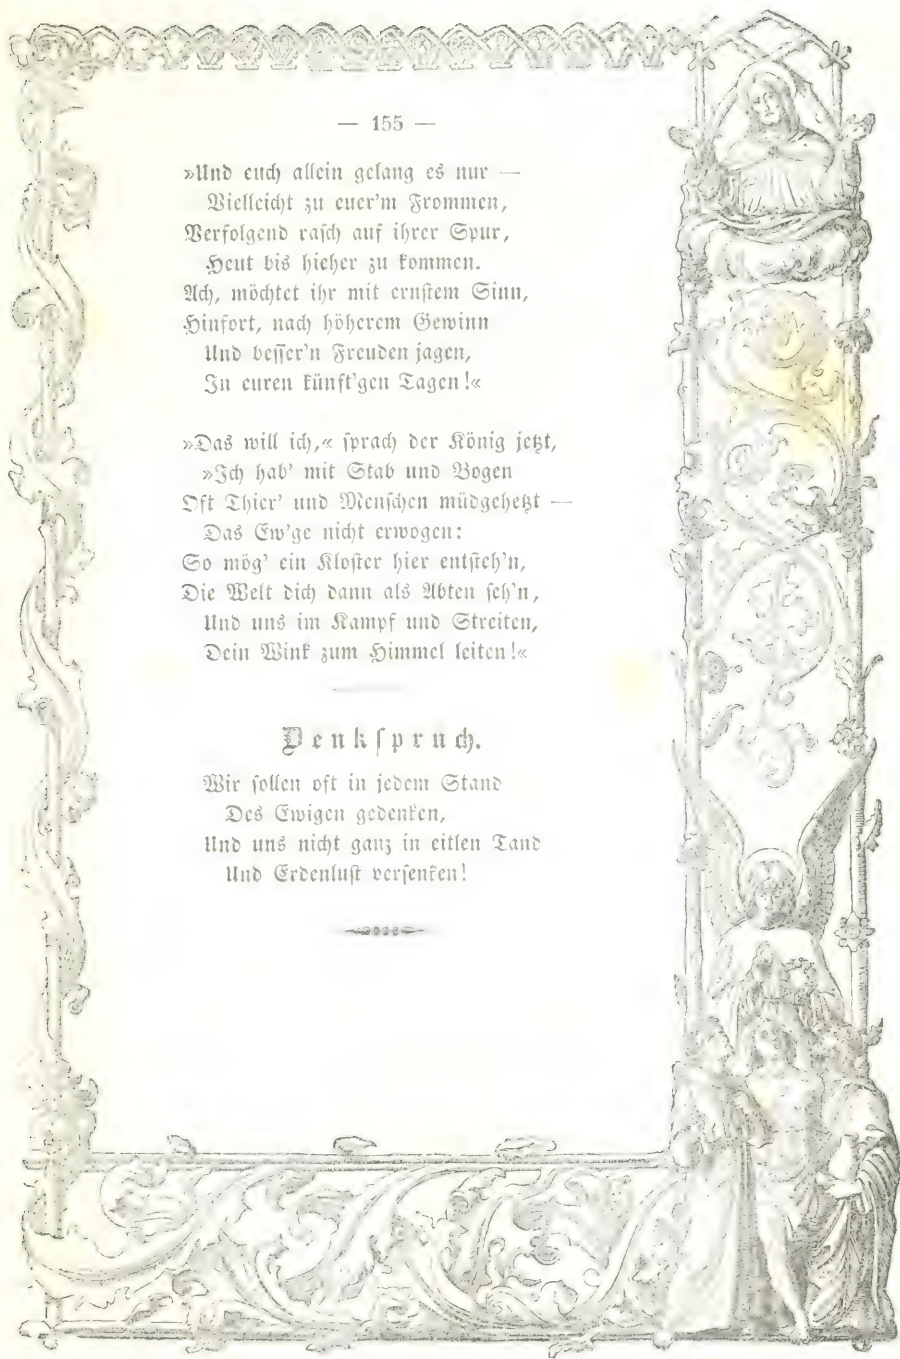 — 155 —
»Und euch allein gelang es nur —
Vielleicht zu euer'm Frommen,
Verfolgend rasch auf ihrer Spur,
Heut bis hieher zu kommen.
Ach, möchtet ihr mit ernstem Sinn,
Hinfort, nach höherem Gewinn
Und besser'n Freuden jagen,
In euren künft'gen Tagen!«
»Das will ich,« sprach der König jetzt,
»Ich hab' mit Stab und Bogen
Oft Thier' und Menschen müdgehetzt —
Das Ew'ge nicht erwogen:
So mög' ein Kloster hier entsteh'n,
Die Welt dich dann als Abten seh'n,
Und uns im Kampf und Streiten,
Dein Wink zum Himmel leiten!«
Denkspruch.
Wir sollen oft in jedem Stand
Des Ewigen gedenken,
Und uns nicht ganz in eitlen Tand
Und Erdenlust versenken!